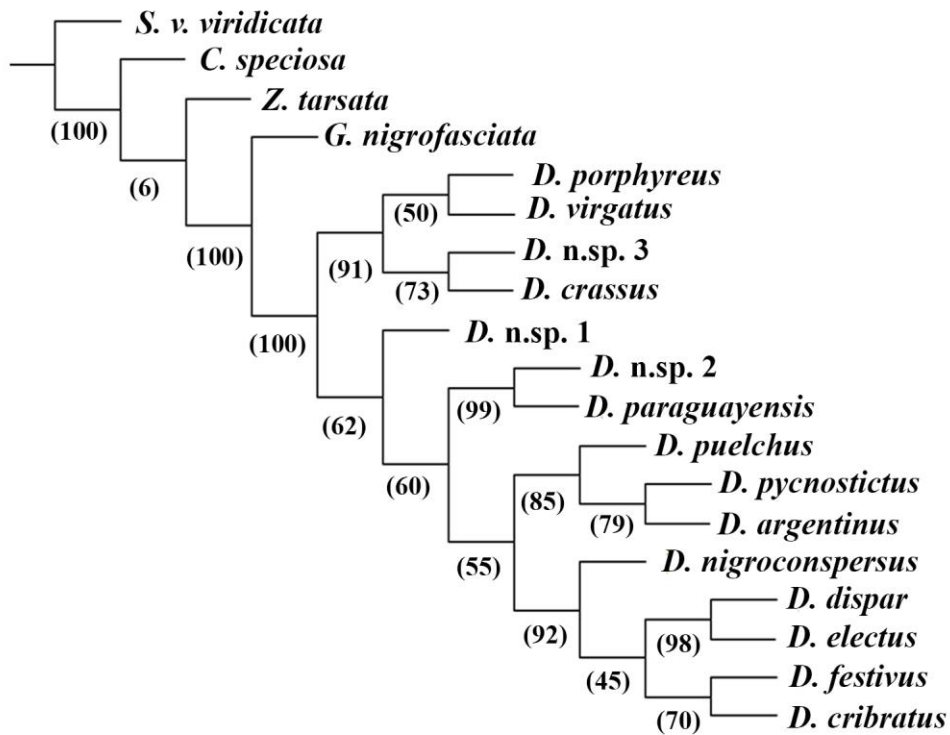 S. v. viridicata
C. speciosa
Z. tarsata
(100)
G. nigrofasciata
(6)
D. porphyreus
(50)
D. virgatus
(100)
D. n.sp. 3
(91)
(73)
D. crassus
D. n.sp. 1
(100)
D. n.sp. 2
(99)
D. paraguayensis
(62)
D. puelchus
(60)
D. pycnostictus
(85)
(79)
D. argentinus
(55)
D. nigroconspersus
D. dispar
(92)
(98)
D. electus
(45)
D. festivus
(70)
D. cribratus